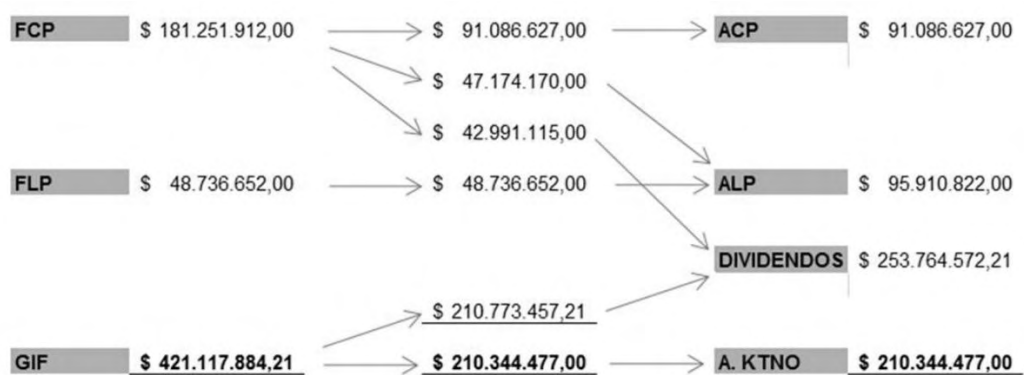 FCP $ 181.251.912,00 $ 91.086.627,00 ACP $ 91.086.627,00
$ 47.174.170,00
$ 42.991.115,00
FLP $ 48.736.652,00 $ 48.736.652,00 ALP $ 95.910.822,00
DIVIDENDOS $ 253.764.572,21
$ 210.773.457,21
GIF $ 421.117.884,21 $ 210.344.477,00 A. KTNO $ 210.344.477,00